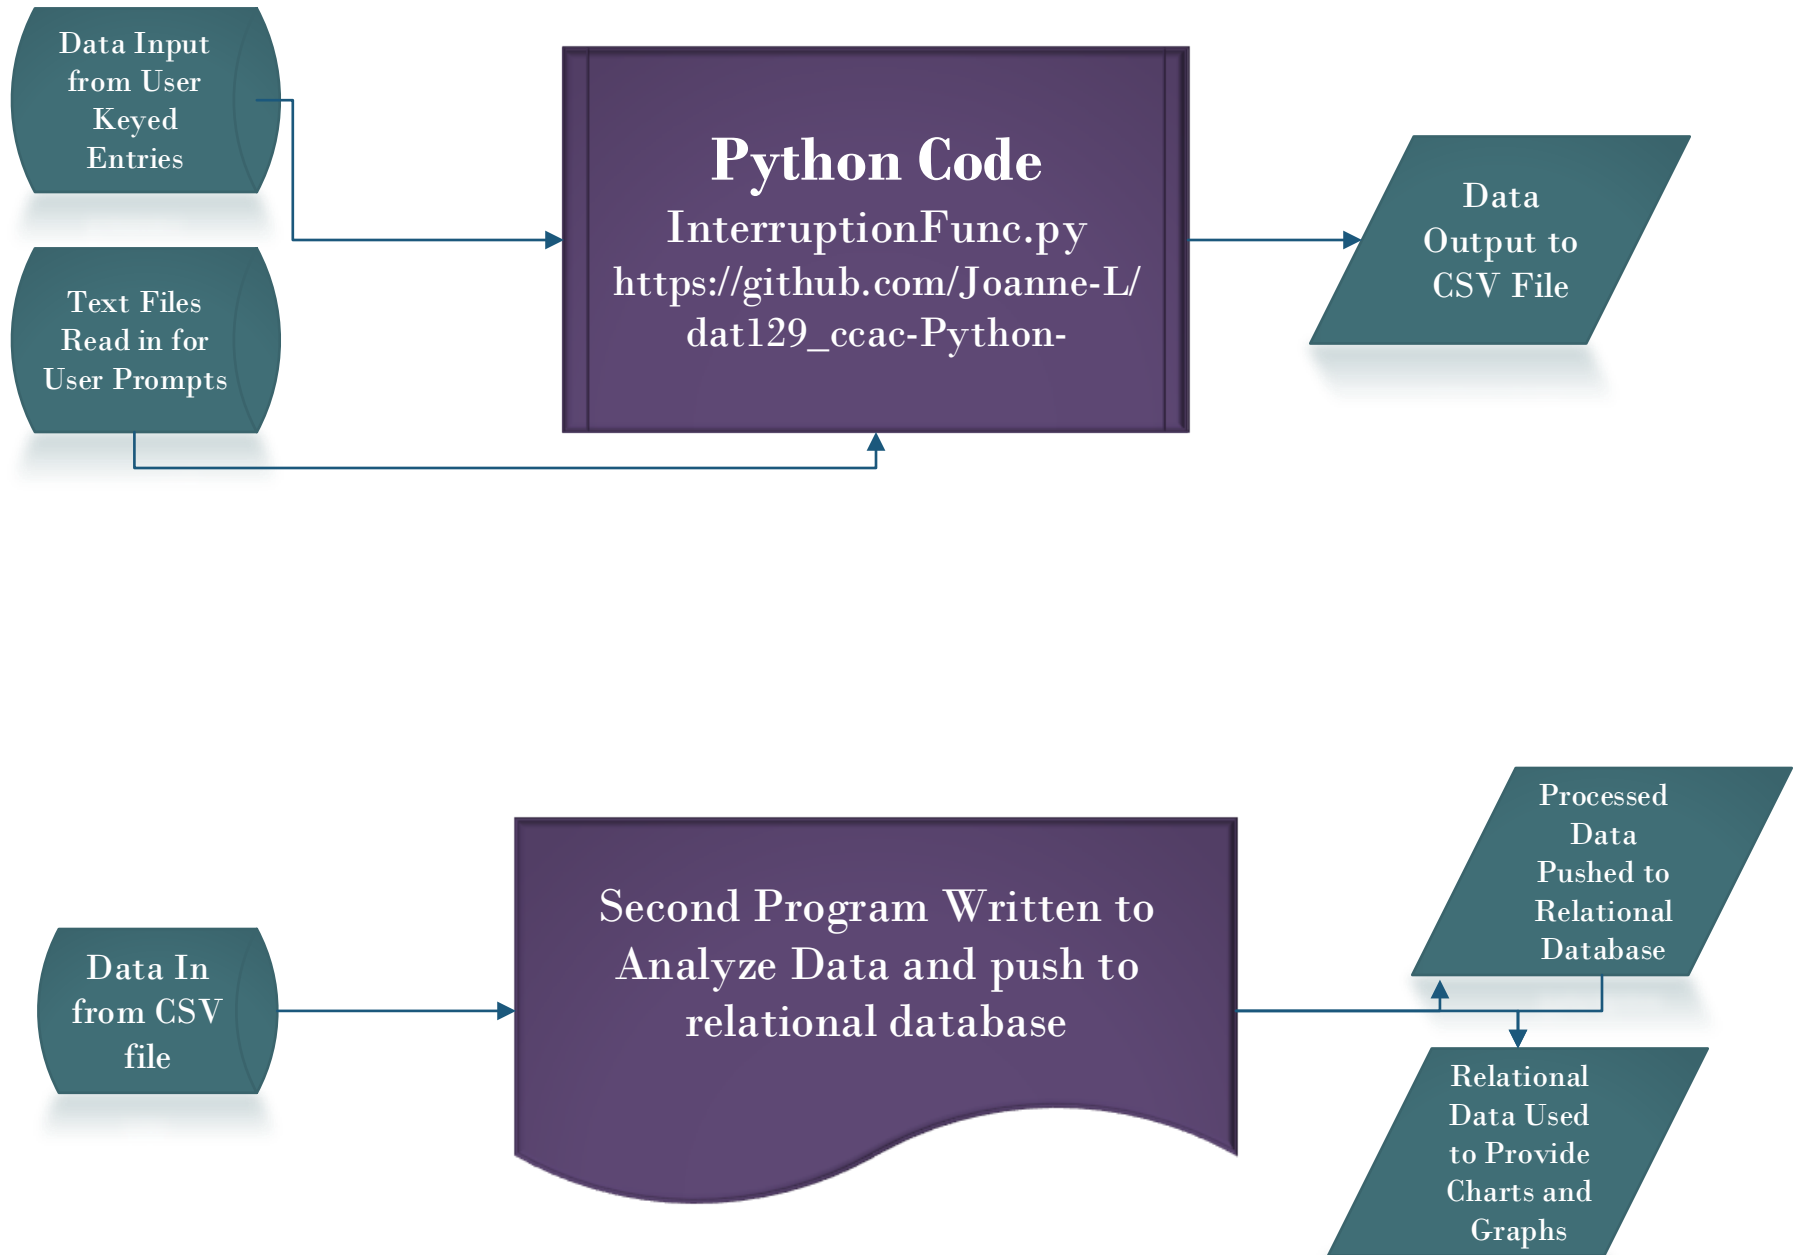 Data Input
from User
Keyed
Entries
Text Files
Read in for
User Prompts
Python Code
InterruptionFunc.py
https://github.com/Joanne-L/
dat129_ccac-Python-
Data
Output to
CSV File
Data In
from CSV
file
Second Program Written to
Analyze Data and push to
relational database
Processed
Data
Pushed to
Relational
Database
Relational
Data Used
to Provide
Charts and
Graphs